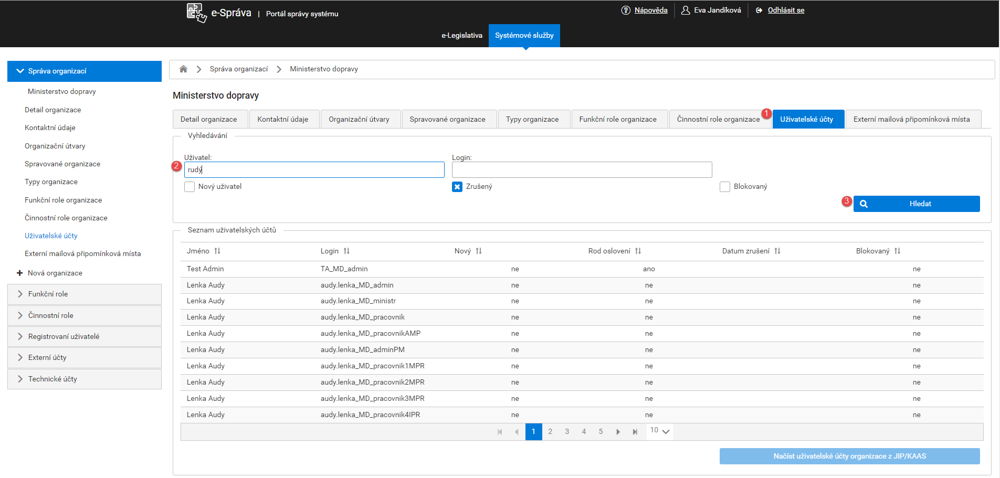 e-Správa | Portál správy systému
Nápověda
Eva Jandíková
Odhlásit se
e-Legislativa
Systémové služby
Správa organizací
Ministerstvo dopravy
Detail organizace
Kontaktní údaje
Organizační útvary
Spravované organizace
Typy organizace
Funkční role organizace
Činnostní role organizace
Uživatelské účty
Externí mailová připomínková místa
Nová organizace
Funkční role
Činnostní role
Registrovaní uživatelé
Externí účty
Technické účty
Správa organizací
Ministerstvo dopravy
Ministerstvo dopravy
Detail organizace
Kontaktní údaje
Organizační útvary
Spravované organizace
Typy organizace
Funkční role organizace
Činnostní role organizace
1
Uživatelské účty
Externí mailová připomínková místa
Vyhledávání
Uživatel:
Login:
2
rudý
Nový uživatel
Zrušený
Blokovaný
3
Hledat
Seznam uživatelských účtů
Jméno Login Nový Rod oslovení Datum zrušení Blokovaný
Test Admin TA_MD_admin ne ano ne
Lenka Audy audy.lenka_MD_admin ne ne ne
Lenka Audy audy.lenka_MD_ministr ne ne ne
Lenka Audy audy.lenka_MD_pracovnik ne ne ne
Lenka Audy audy.lenka_MD_pracovnikAMP ne ne ne
Lenka Audy audy.lenka_MD_adminPM ne ne ne
Lenka Audy audy.lenka_MD_pracovnik1MPR ne ne ne
Lenka Audy audy.lenka_MD_pracovnik2MPR ne ne ne
Lenka Audy audy.lenka_MD_pracovnik3MPR ne ne ne
Lenka Audy audy.lenka_MD_pracovnik4IPR ne ne ne
1 2 3 4 5 10
Načíst uživatelské účty organizace z JIP/KAAS